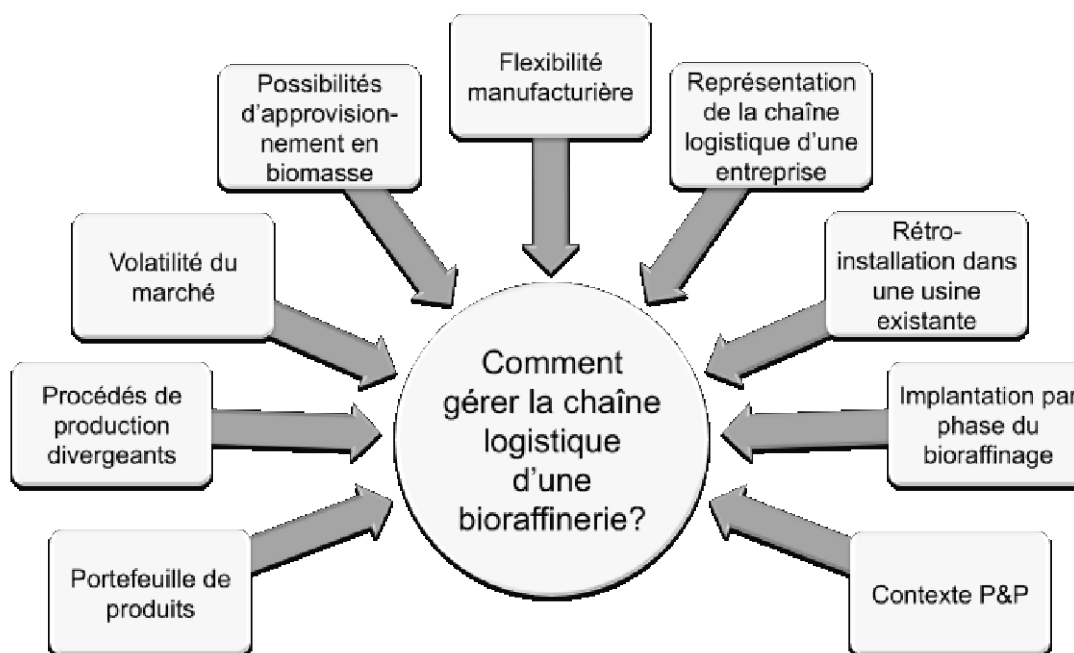 Flexibilité
manufacturière
Possibilités
d'approvision-
nement en
biomasse
Représentation
de la chaîne
logistique d'une
entreprise
Volatilité du
marché
Rétro-
installation dans
une usine
existante
Procédés de
production
divergeants
Implantation par
phase du
bioraffinage
Portefeuille de
produits
Contexte P&P
Comment
gérer la chaîne
logistique
d'une
bioraffinerie?